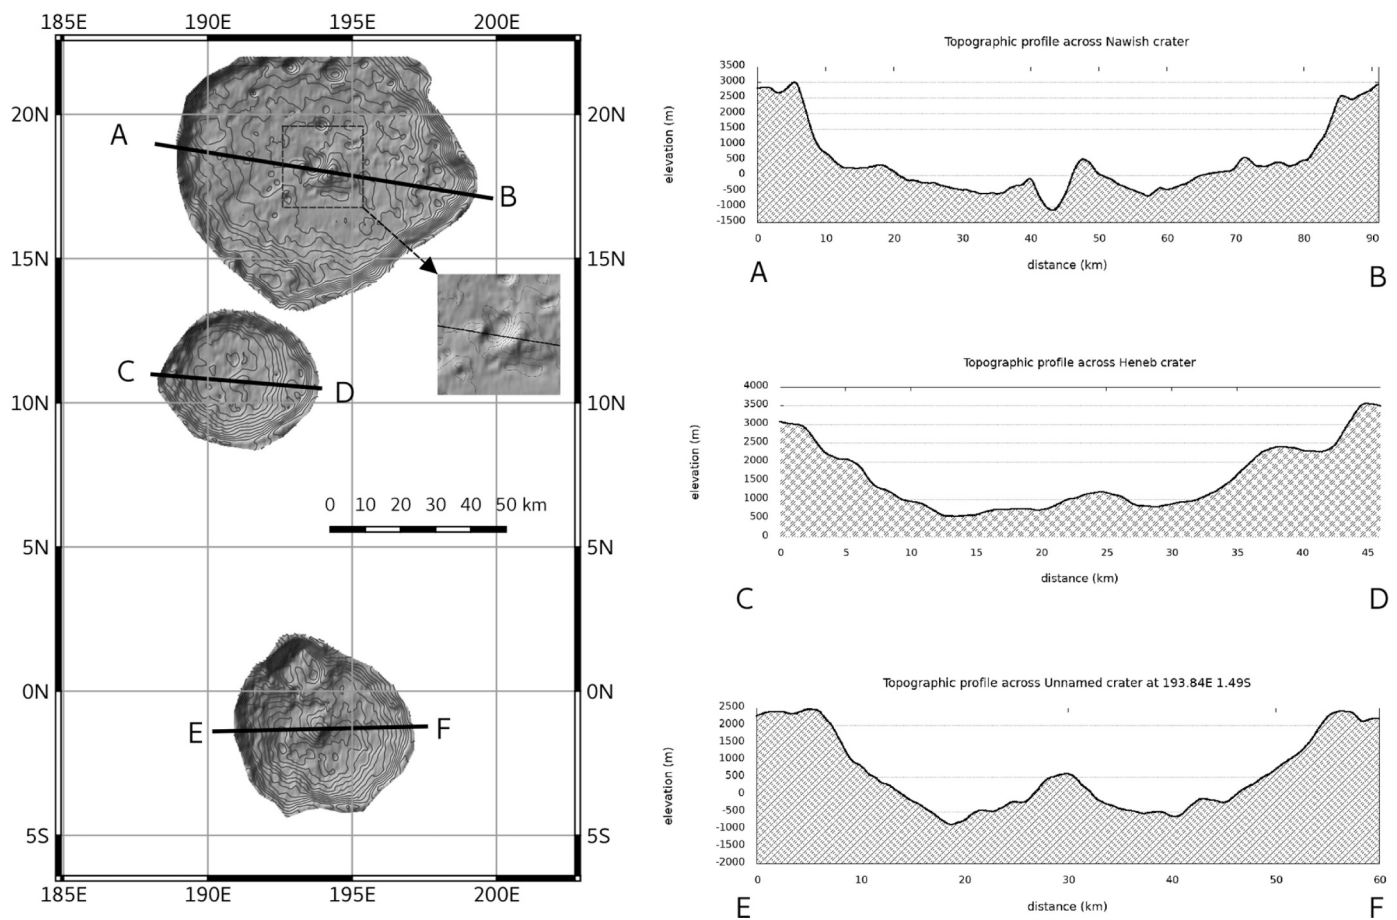 185E 190E 195E 200E
20N 20N
A
B
15N 15N
C
D
10N 10N
0 10 20 30 40 50 km
5N 5N
0N 0N
E F
5S 5S
185E 190E 195E 200E
Topographic profile across Nawish crater
elevation (m)
3500
3000
2500
2000
1500
1000
500
0
-500
-1000
-1500
0 10 20 30 40 50 60 70 80 90
distance (km)
A B
Topographic profile across Heneb crater
elevation (m)
4000
3500
3000
2500
2000
1500
1000
500
0
0 5 10 15 20 25 30 35 40 45
distance (km)
C D
Topographic profile across Unnamed crater at 193.84E 1.49S
elevation (m)
2500
2000
1500
1000
500
0
-500
-1000
-1500
-2000
0 10 20 30 40 50 60
distance (km)
E F